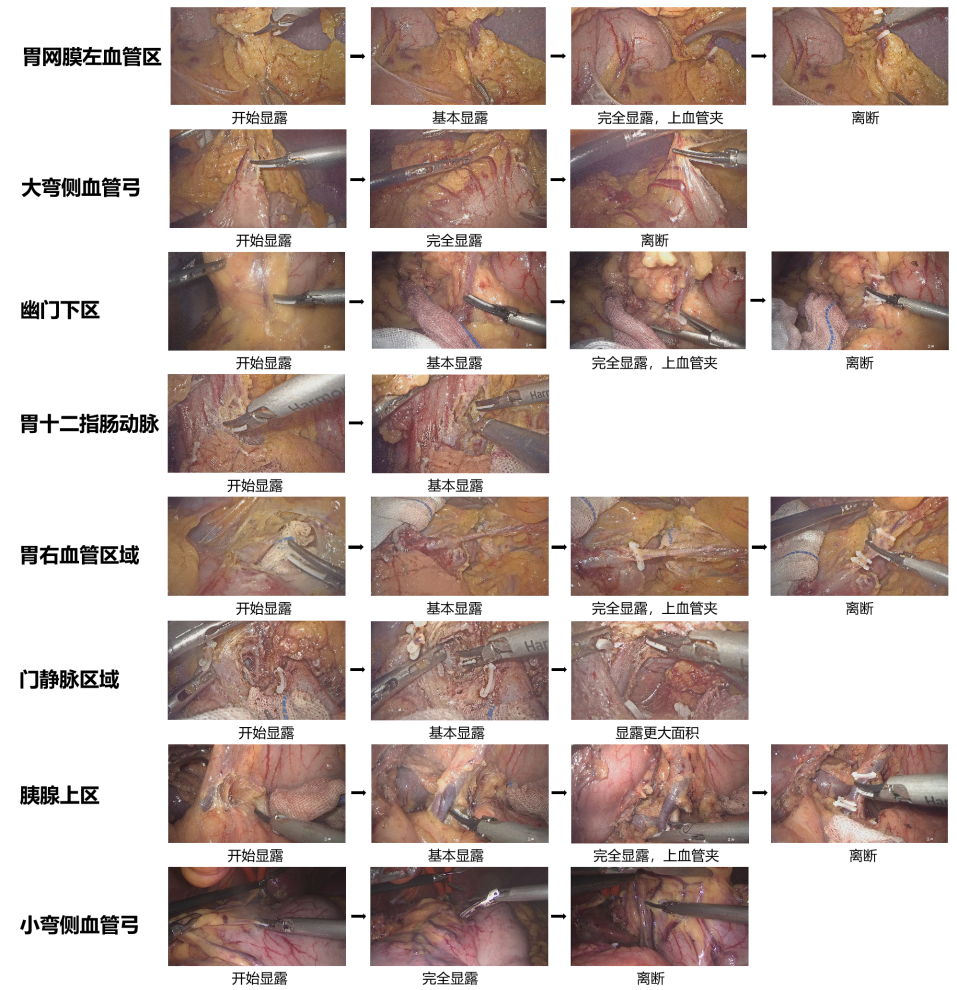 胃网膜左血管区
开始显露
基本显露
完全显露，上血管夹
离断
大弯侧血管弓
开始显露
完全显露
离断
幽门下区
开始显露
基本显露
完全显露，上血管夹
离断
胃十二指肠动脉
Harmo
Harm
开始显露
基本显露
胃右血管区域
开始显露
基本显露
完全显露，上血管夹
离断
门静脉区域
Ha
开始显露
基本显露
显露更大面积
胰腺上区
Ha
开始显露
基本显露
完全显露，上血管夹
离断
小弯侧血管弓
开始显露
完全显露
离断